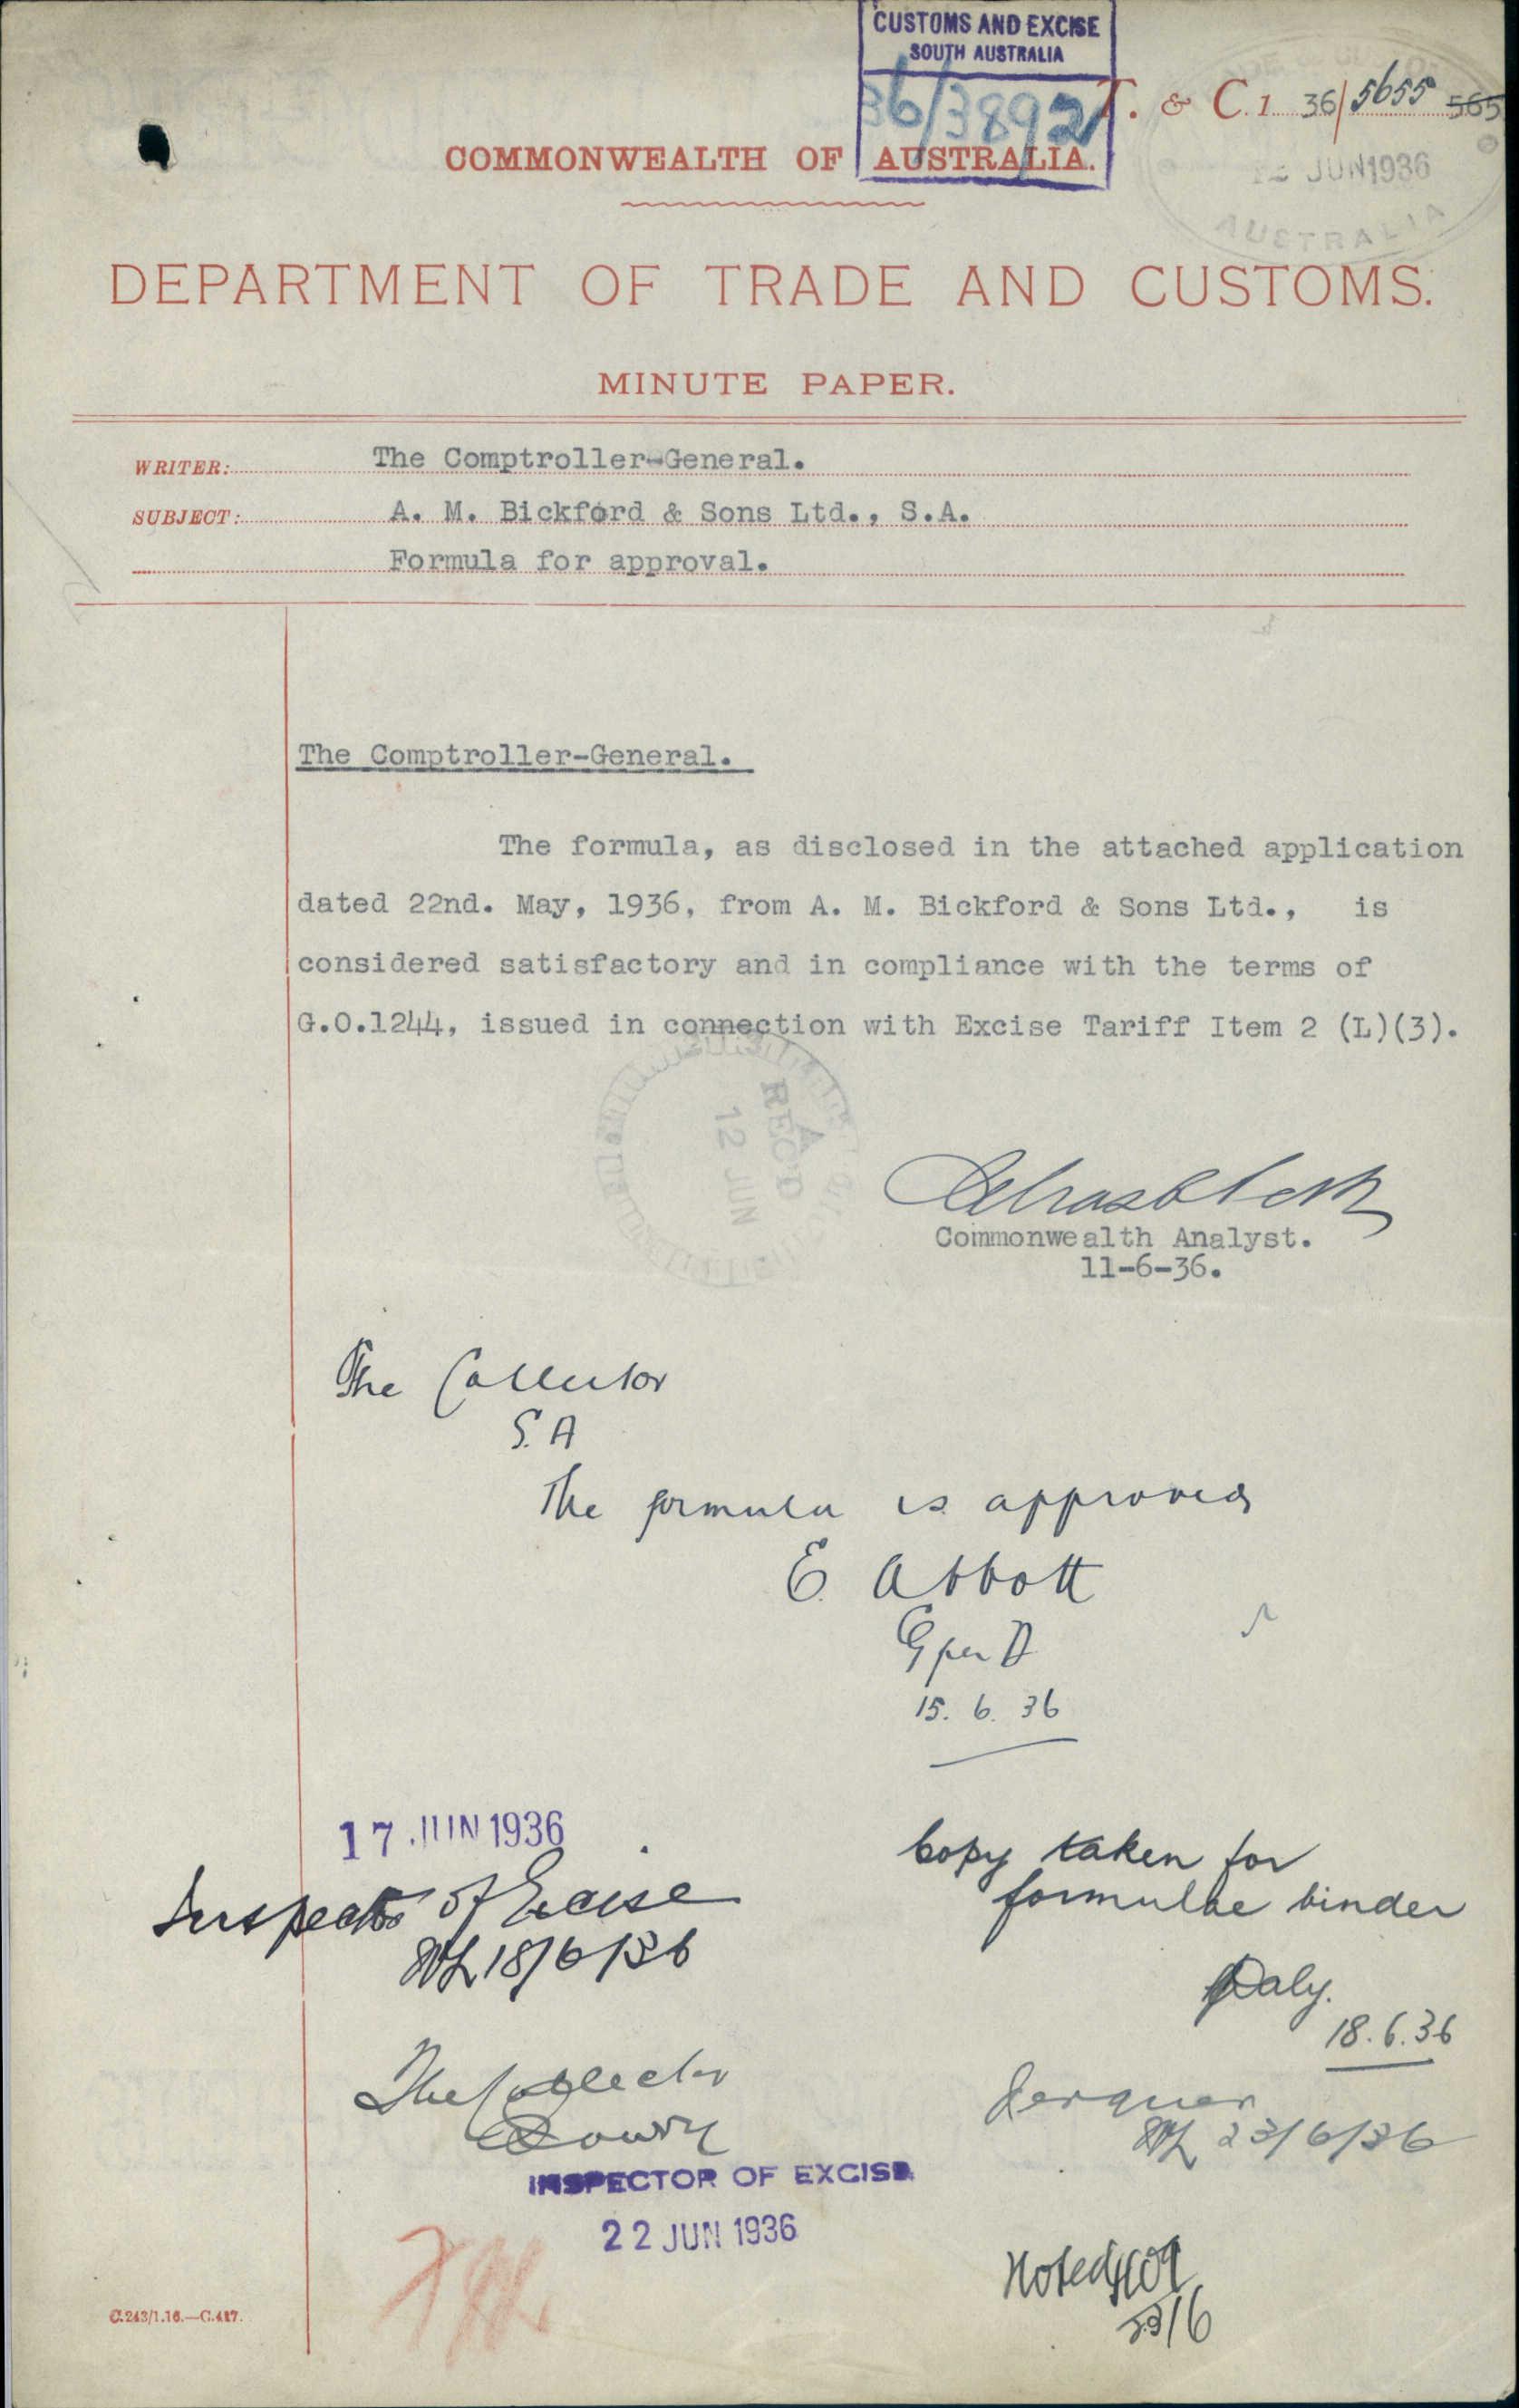 CUSTOMS AND EXCISE
SOUTH AUSTRALIA
36/3892
T. & C. 1 36/5655 565
COMMONWEALTH OF AUSTRALIA.
JUN 1936
AUSTRALIA
DEPARTMENT OF TRADE AND CUSTOMS.
MINUTE PAPER.
WRITER: The Comptroller-General.
SUBJECT: A. M. Bickford & Sons Ltd., S.A.
Formula for approval.
The Comptroller-General.
The formula, as disclosed in the attached application
dated 22nd. May, 1936, from A. M. Bickford & Sons Ltd., is
considered satisfactory and in compliance with the terms of
G.O.1244, issued in connection with Excise Tariff Item 2 (L)(3).
REC'D
12 JUN
Commonwealth Analyst.
11-6-36.
The Collector
S.A
The formula is approved
E. Abbott
15. 6. 36
17 JUN 1936
Inspector of Excise
18/6/36
Copy taken for
formulae binder
Daly.
18.6.36
The Collector
INSPECTOR OF EXCISE
22 JUN 1936
Jerquer
23/6/36
Noted
23/6
C.243/1.16.—C.417.